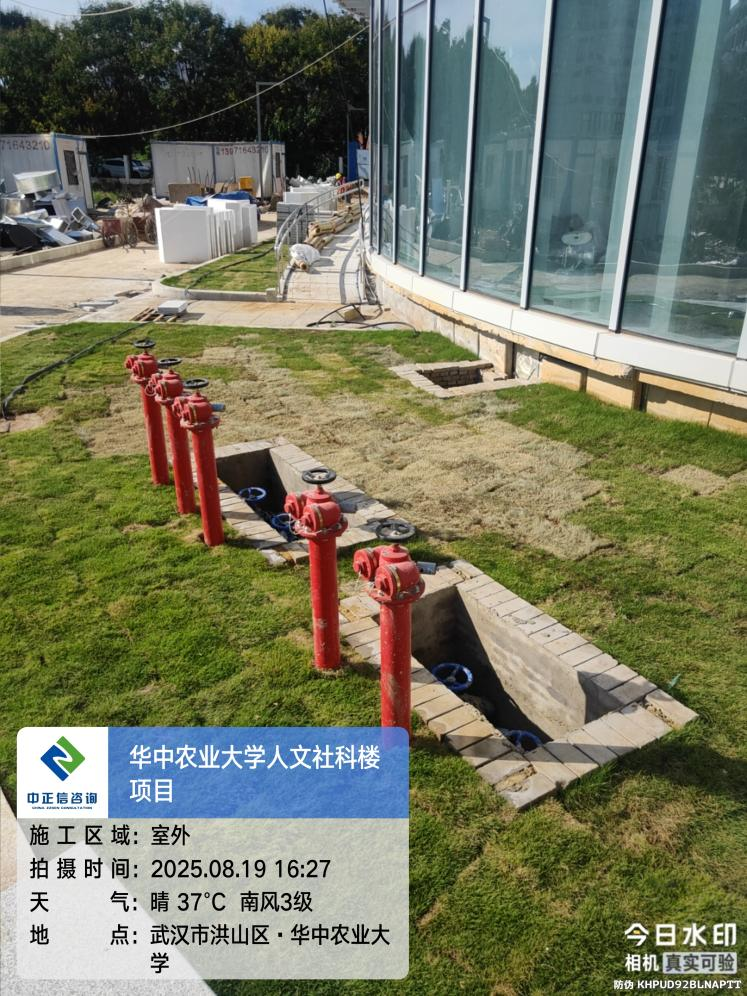 71643210
13971643210
华中农业大学人文社科楼
项目
中正信咨询
施工区域：室外
拍摄时间：2025.08.19 16:27
天 气：晴 37℃ 南风3级
地 点：武汉市洪山区·华中农业大
学
今日水印
相机 真实可验
防伪 KHPUD92BLNAPTT